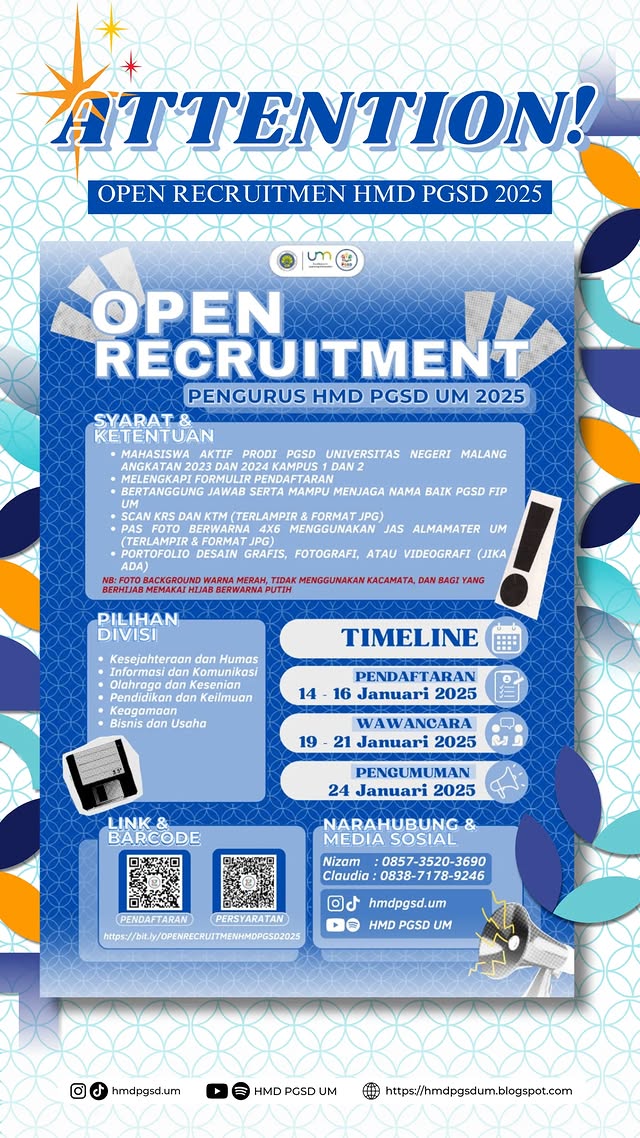 ATTENTION!
OPEN RECRUITMEN HMD PGSD 2025
um
OPEN
RECRUITMENT
PENGURUS HMD PGSD UM 2025
SYARAT &
KETENTUAN
• MAHASISWA AKTIF PRODI PGSD UNIVERSITAS NEGERI MALANG
ANGKATAN 2023 DAN 2024 KAMPUS 1 DAN 2
• MELENGKAPI FORMULIR PENDAFTARAN
• BERTANGGUNG JAWAB SERTA MAMPU MENJAGA NAMA BAIK PGSD FIP
UM
• SCAN KRS DAN KTM (TERLAMPIR & FORMAT JPG)
• PAS FOTO BERWARNA 4X6 MENGGUNAKAN JAS ALMAMATER UM
(TERLAMPIR & FORMAT JPG)
• PORTOFOLIO DESAIN GRAFIS, FOTOGRAFI, ATAU VIDEOGRAFI (JIKA
ADA)
NB: FOTO BACKGROUND WARNA MERAH, TIDAK MENGGUNAKAN KACAMATA, DAN BAGI YANG
BERHIJAB MEMAKAI HIJAB BERWARNA PUTIH
PILIHAN
DIVISI
• Kesejahteraan dan Humas
• Informasi dan Komunikasi
• Olahraga dan Kesenian
• Pendidikan dan Keilmuan
• Keagamaan
• Bisnis dan Usaha
TIMELINE
PENDAFTARAN
14 - 16 Januari 2025
WAWANCARA
19 - 21 Januari 2025
PENGUMUMAN
24 Januari 2025
LINK &
BARCODE
PENDAFTARAN
PERSYARATAN
https://bit.ly/OPENRECRUITMENHMDPGSD2025
NARAHUBUNG &
MEDIA SOSIAL
Nizam : 0857-3520-3690
Claudia : 0838-7178-9246
hmdpgsd.um
HMD PGSD UM
hmdpgsd.um HMD PGSD UM https://hmdpgsdum.blogspot.com